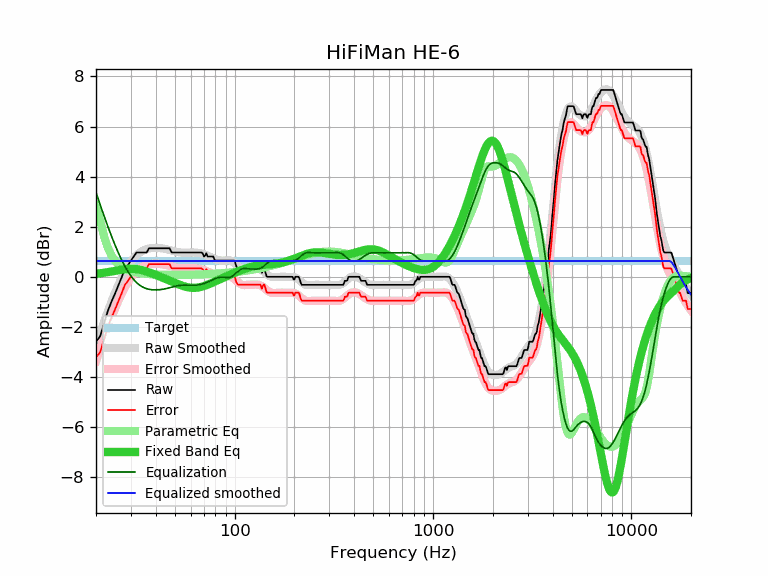 HiFiMan HE-6
8
6
4
2
0
−2
−4
−6
−8
Amplitude (dBr)
Target
Raw Smoothed
Error Smoothed
Raw
Error
Parametric Eq
Fixed Band Eq
Equalization
Equalized smoothed
100
1000
10000
Frequency (Hz)